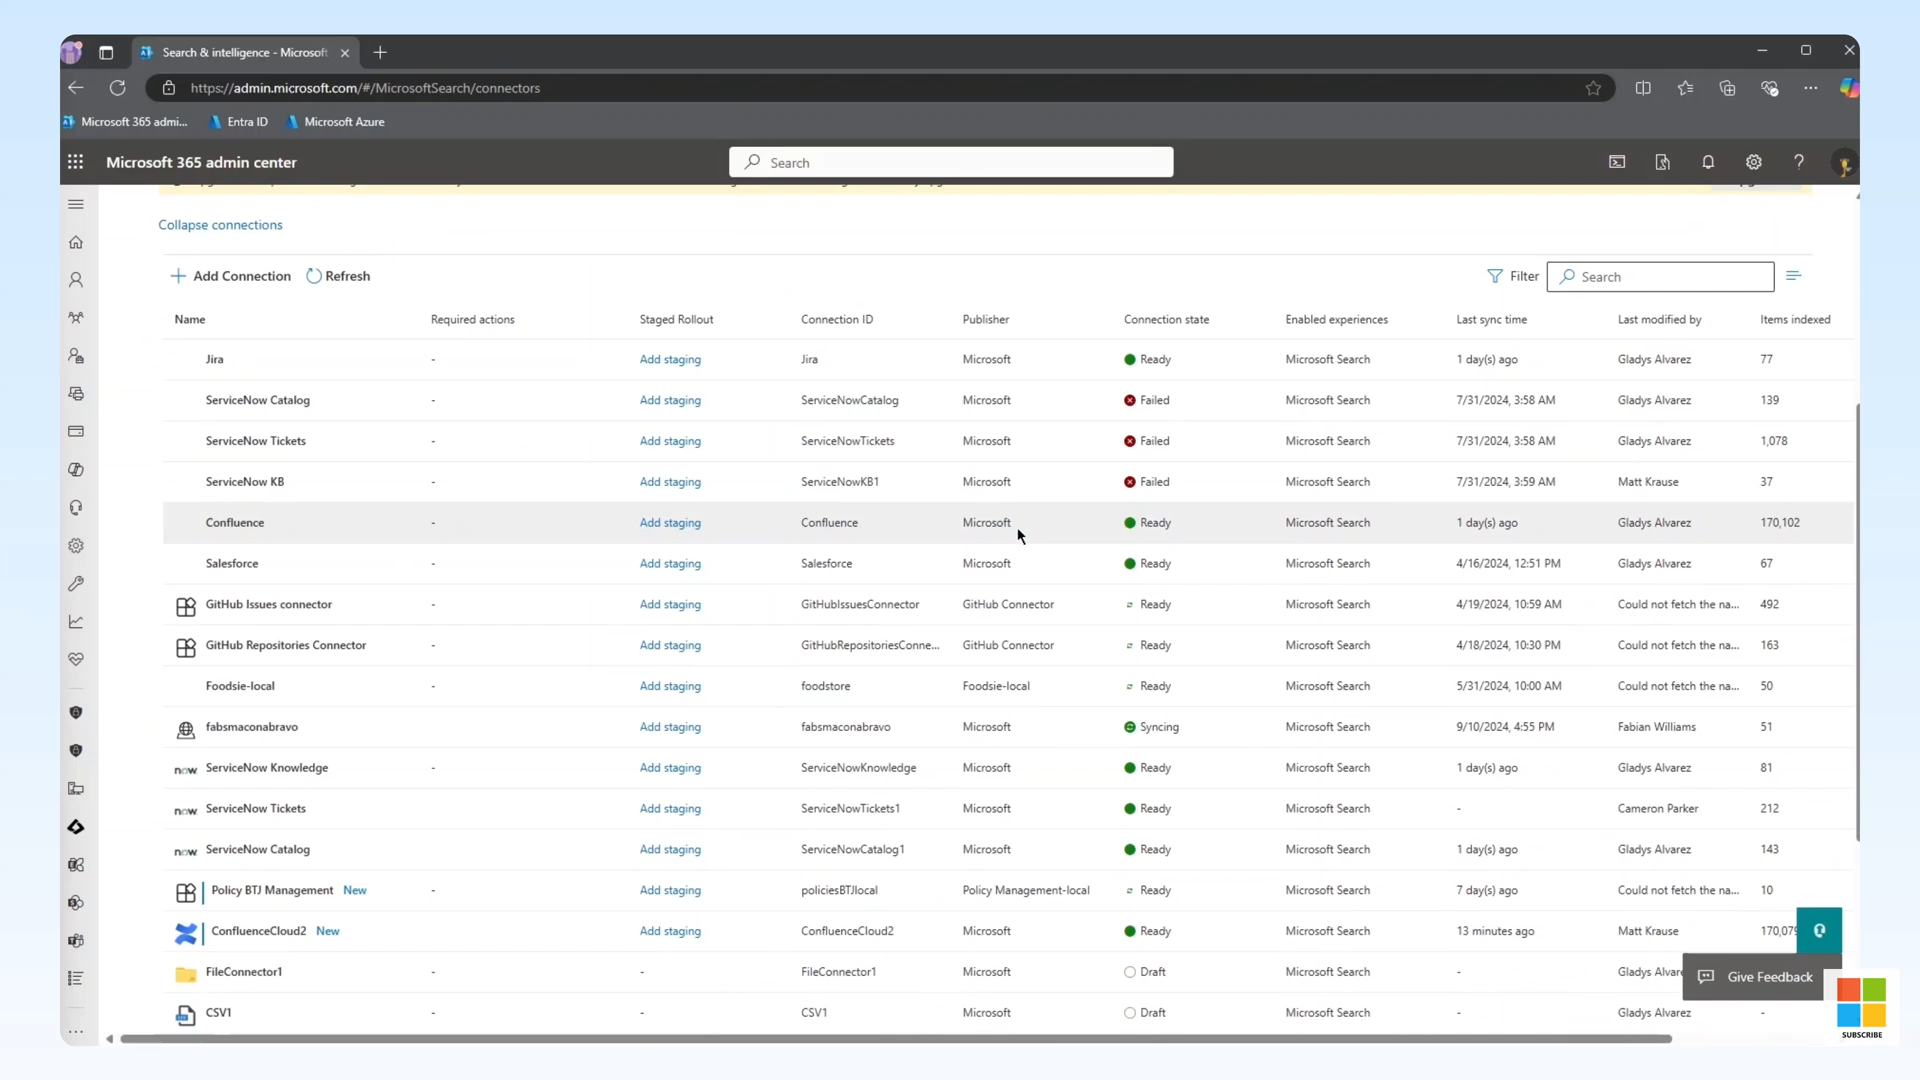 Search & intelligence - Microsoft
https://admin.microsoft.com/#/MicrosoftSearch/connectors
Microsoft 365 admi... Entra ID Microsoft Azure
Microsoft 365 admin center Search
Collapse connections
Add Connection Refresh Filter Search
Name Required actions Staged Rollout Connection ID Publisher Connection state Enabled experiences Last sync time Last modified by Items indexed
Jira - Add staging Jira Microsoft Ready Microsoft Search 1 day(s) ago Gladys Alvarez 77
ServiceNow Catalog - Add staging ServiceNowCatalog Microsoft Failed Microsoft Search 7/31/2024, 3:58 AM Gladys Alvarez 139
ServiceNow Tickets - Add staging ServiceNowTickets Microsoft Failed Microsoft Search 7/31/2024, 3:58 AM Gladys Alvarez 1,078
ServiceNow KB - Add staging ServiceNowKB1 Microsoft Failed Microsoft Search 7/31/2024, 3:59 AM Matt Krause 37
Confluence - Add staging Confluence Microsoft Ready Microsoft Search 1 day(s) ago Gladys Alvarez 170,102
Salesforce - Add staging Salesforce Microsoft Ready Microsoft Search 4/16/2024, 12:51 PM Gladys Alvarez 67
GitHub Issues connector - Add staging GitHubIssuesConnector GitHub Connector Ready Microsoft Search 4/19/2024, 10:59 AM Could not fetch the na... 492
GitHub Repositories Connector - Add staging GitHubRepositoriesConne... GitHub Connector Ready Microsoft Search 4/18/2024, 10:30 PM Could not fetch the na... 163
Foodsie-local - Add staging foodstore Foodsie-local Ready Microsoft Search 5/31/2024, 10:00 AM Could not fetch the na... 50
fabsmaconabravo Add staging fabsmaconabravo Microsoft Syncing Microsoft Search 9/10/2024, 4:55 PM Fabian Williams 51
now ServiceNow Knowledge - Add staging ServiceNowKnowledge Microsoft Ready Microsoft Search 1 day(s) ago Gladys Alvarez 81
now ServiceNow Tickets Add staging ServiceNowTickets1 Microsoft Ready Microsoft Search - Cameron Parker 212
now ServiceNow Catalog Add staging ServiceNowCatalog1 Microsoft Ready Microsoft Search 1 day(s) ago Gladys Alvarez 143
Policy BTJ Management New - Add staging policiesBTJlocal Policy Management-local Ready Microsoft Search 7 day(s) ago Could not fetch the na... 10
ConfluenceCloud2 New Add staging ConfluenceCloud2 Microsoft Ready Microsoft Search 13 minutes ago Matt Krause 170,079
FileConnector1 - - FileConnector1 Microsoft Draft Microsoft Search - Gladys Alvare
Give Feedback
CSV1 - - CSV1 Microsoft Draft Microsoft Search - Gladys Alvarez -
SUBSCRIBE